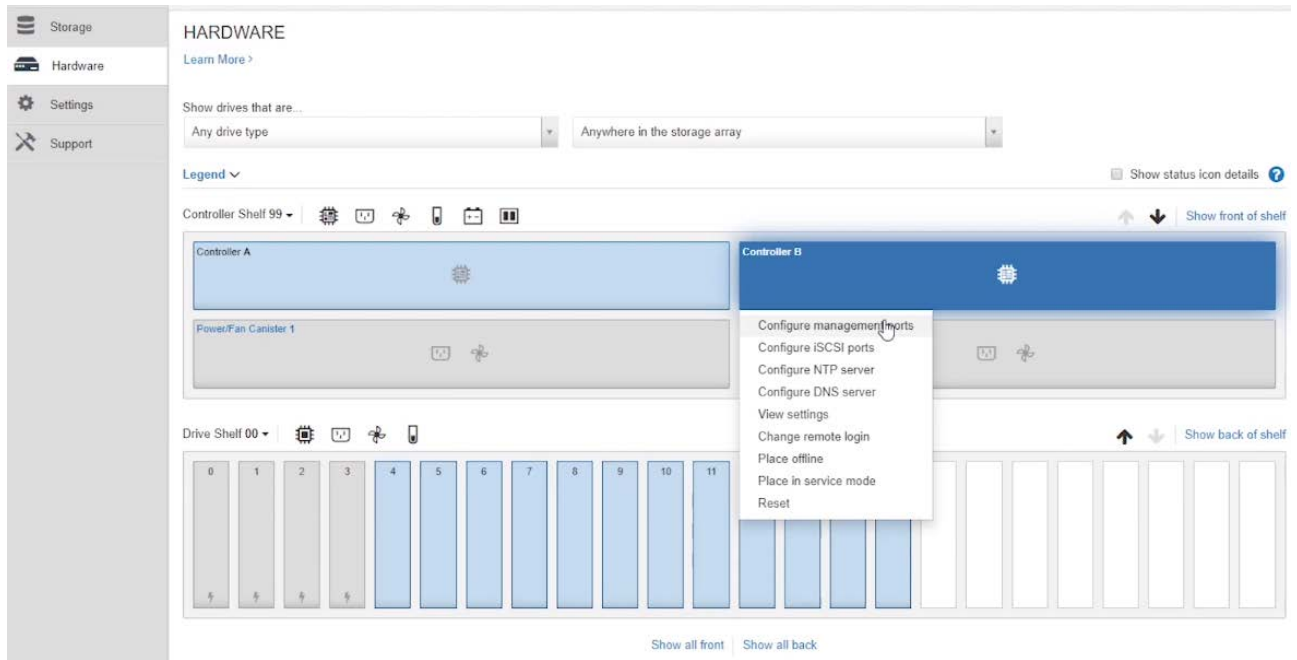 Storage
Hardware
Settings
Support
HARDWARE
Learn More >
Show drives that are...
Any drive type
Anywhere in the storage array
Legend
Show status icon details ?
Controller Shelf 99
Show front of shelf
Controller A
Controller B
Power/Fan Canister 1
Configure management ports
Configure iSCSI ports
Configure NTP server
Configure DNS server
View settings
Change remote login
Place offline
Place in service mode
Reset
Drive Shelf 00
Show back of shelf
0 1 2 3 4 5 6 7 8 9 10 11
Show all front Show all back